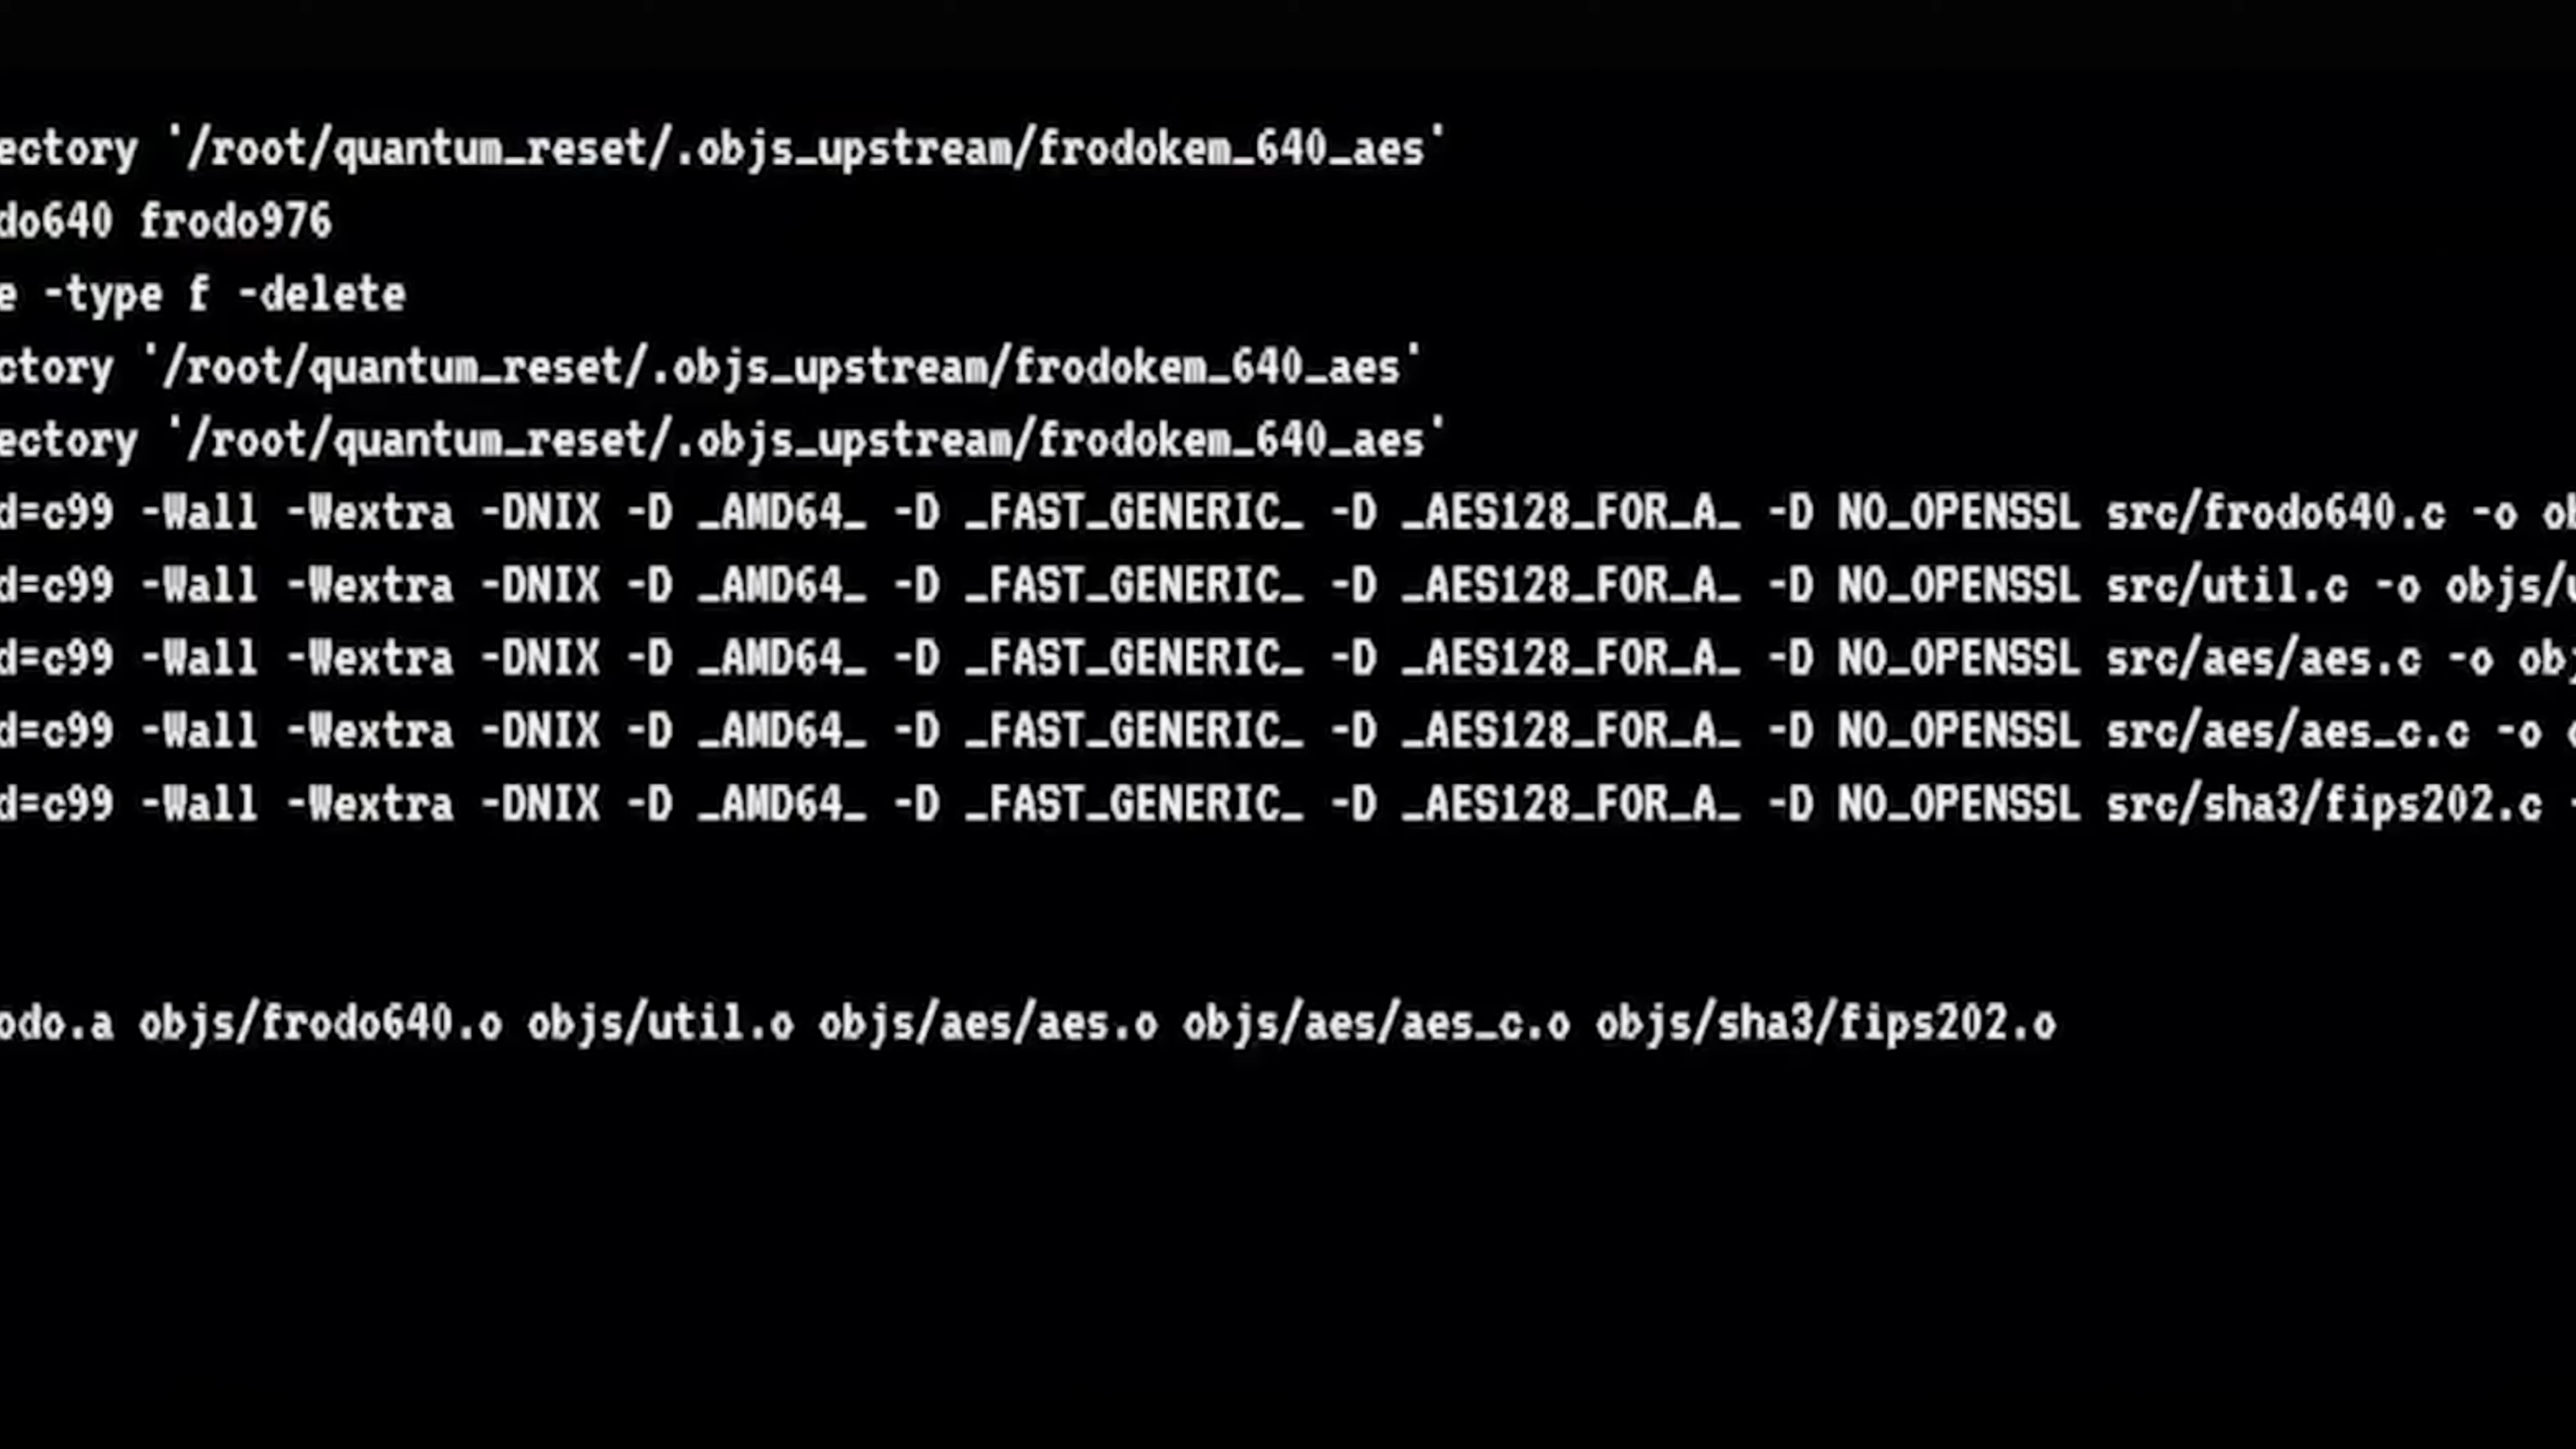 ectory '/root/quantum_reset/.objs_upstream/frodokem_640_aes'
do640 frodo976
e -type f -delete
ctory '/root/quantum_reset/.objs_upstream/frodokem_640_aes'
ectory '/root/quantum_reset/.objs_upstream/frodokem_640_aes'
d=c99 -Wall -Wextra -DNIX -D _AMD64_ -D _FAST_GENERIC_ -D _AES128_FOR_A_ -D NO_OPENSSL src/frodo640.c -o ob
d=c99 -Wall -Wextra -DNIX -D _AMD64_ -D _FAST_GENERIC_ -D _AES128_FOR_A_ -D NO_OPENSSL src/util.c -o objs/u
d=c99 -Wall -Wextra -DNIX -D _AMD64_ -D _FAST_GENERIC_ -D _AES128_FOR_A_ -D NO_OPENSSL src/aes/aes.c -o obj
d=c99 -Wall -Wextra -DNIX -D _AMD64_ -D _FAST_GENERIC_ -D _AES128_FOR_A_ -D NO_OPENSSL src/aes/aes_c.c -o
d=c99 -Wall -Wextra -DNIX -D _AMD64_ -D _FAST_GENERIC_ -D _AES128_FOR_A_ -D NO_OPENSSL src/sha3/fips202.c -
odo.a objs/frodo640.o objs/util.o objs/aes/aes.o objs/aes/aes_c.o objs/sha3/fips202.o